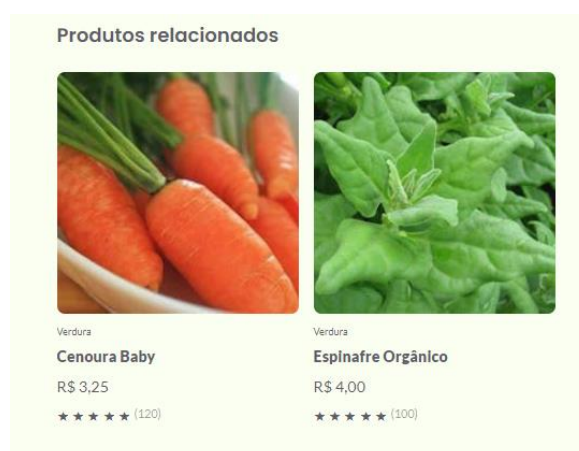 Produtos relacionados
Verdura
Cenoura Baby
R$ 3,25
★ ★ ★ ★ ★ (120)
Verdura
Espinafre Orgânico
R$ 4,00
★ ★ ★ ★ ★ (100)